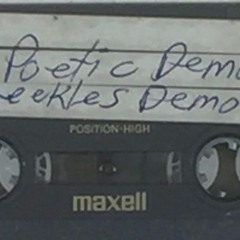 Poetic Demo
eekles Demo
POSITION-HIGH
maxell